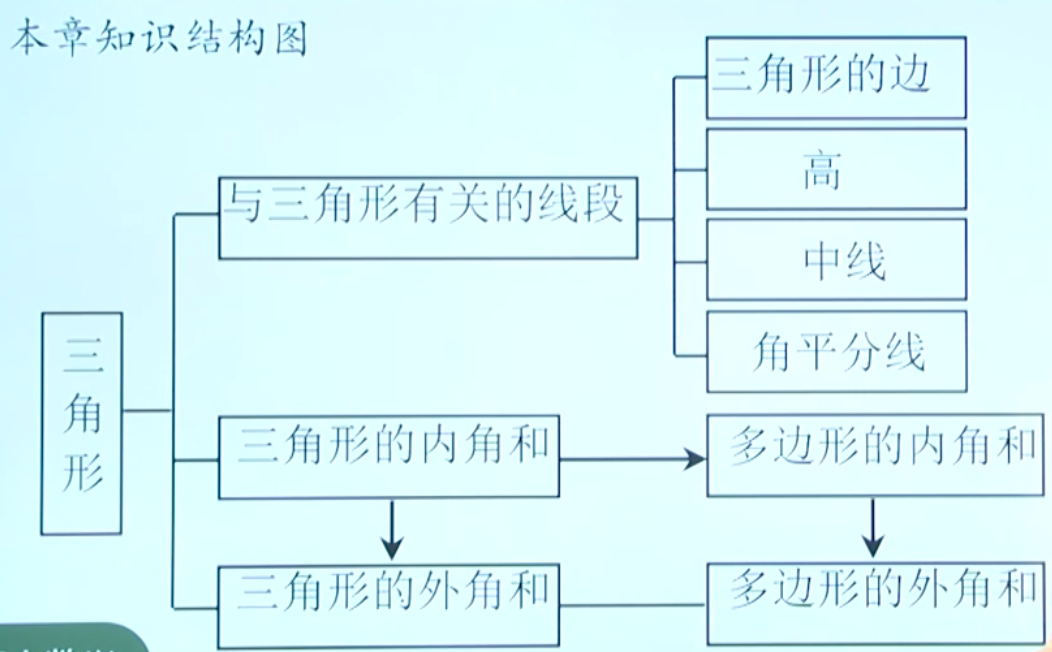 本章知识结构图
三角形的边
高
与三角形有关的线段
中线
角平分线
三角形
三角形的内角和
多边形的内角和
三角形的外角和
多边形的外角和